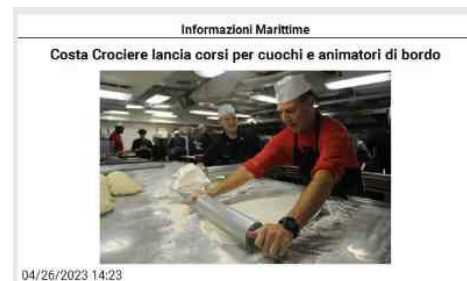 Informazioni Marittime
Costa Crociere lancia corsi per cuochi e animatori di bordo
04/26/2023 14:23